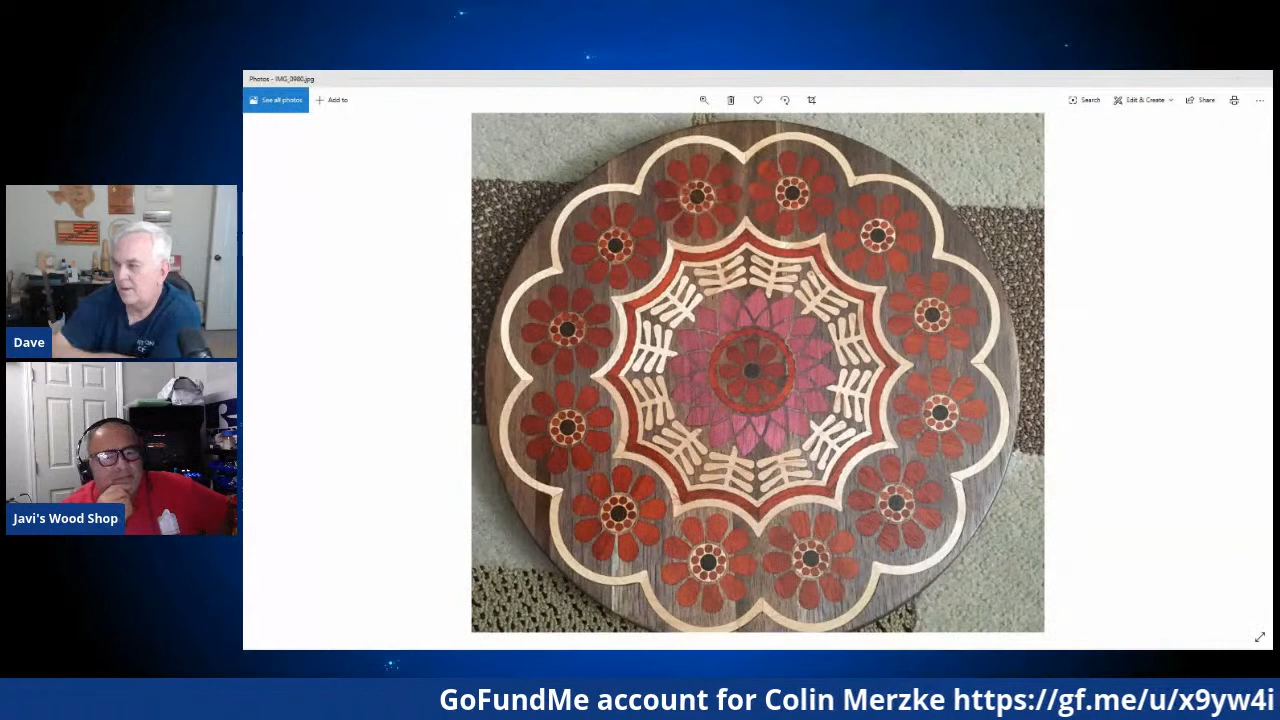 Photos - IMG_3980.jpg
See all photos
Add to
Search
Edit & Create
Share
Dave
Javi's Wood Shop
GoFundMe account for Colin Merzke https://gf.me/u/x9yw4i